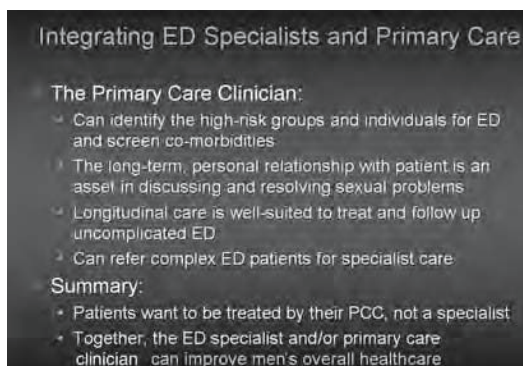 Integrating ED Specialists and Primary Care
The Primary Care Clinician:
Can identify the high-risk groups and individuals for ED
and screen co-morbidities
The long-term, personal relationship with patient is an
asset in discussing and resolving sexual problems
Longitudinal care is well-suited to treat and follow up
uncomplicated ED
Can refer complex ED patients for specialist care
Summary:
Patients want to be treated by their PCC, not a specialist
Together, the ED specialist and/or primary care
clinician can improve men's overall healthcare